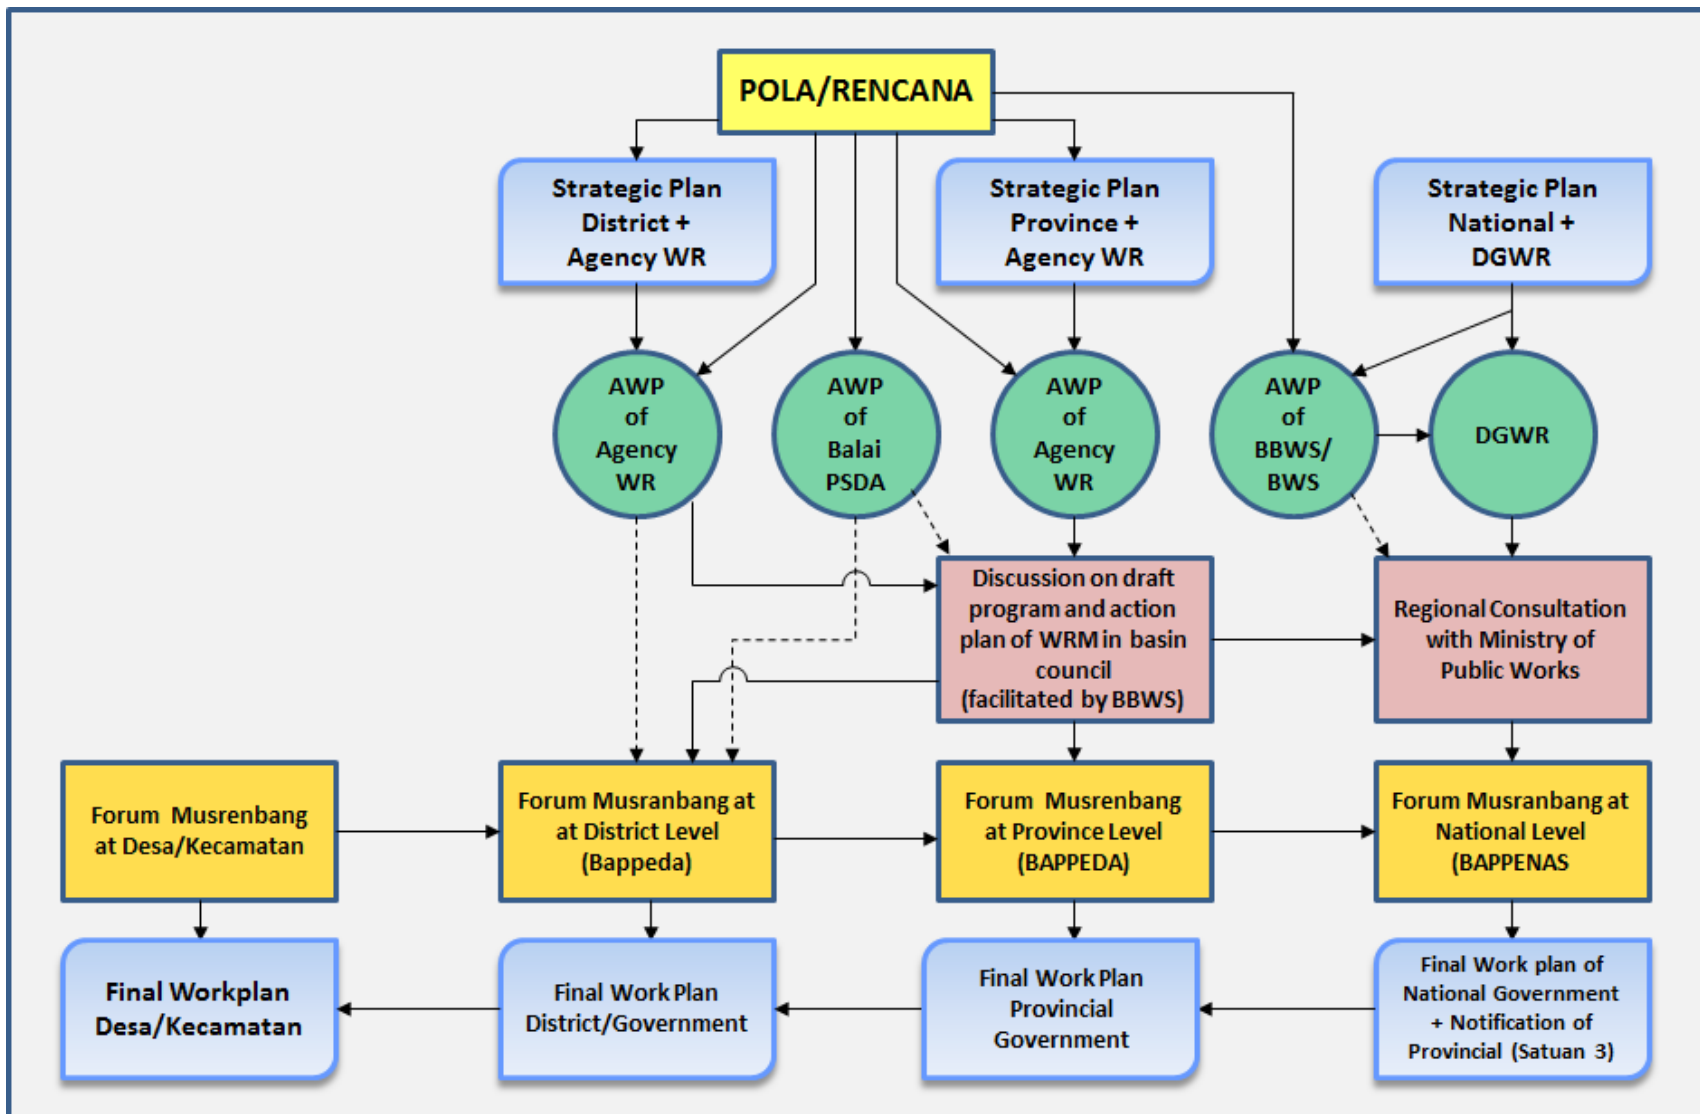 POLA/RENCANA
Strategic Plan
District +
Agency WR
Strategic Plan
Province +
Agency WR
Strategic Plan
National +
DGWR
AWP
of
Agency
WR
AWP
of
Balai
PSDA
AWP
of
Agency
WR
AWP
of
BBWS/
BWS
DGWR
Discussion on draft
program and action
plan of WRM in basin
council
(facilitated by BBWS)
Regional Consultation
with Ministry of
Public Works
Forum Musrenbang
at Desa/Kecamatan
Forum Musranbang at
at District Level
(Bappeda)
Forum Musrenbang
at Province Level
(BAPPEDA)
Forum Musranbang at
National Level
(BAPPENAS
Final Workplan
Desa/Kecamatan
Final Work Plan
District/Government
Final Work Plan
Provincial
Government
Final Work plan of
National Government
+ Notification of
Provincial (Satuan 3)